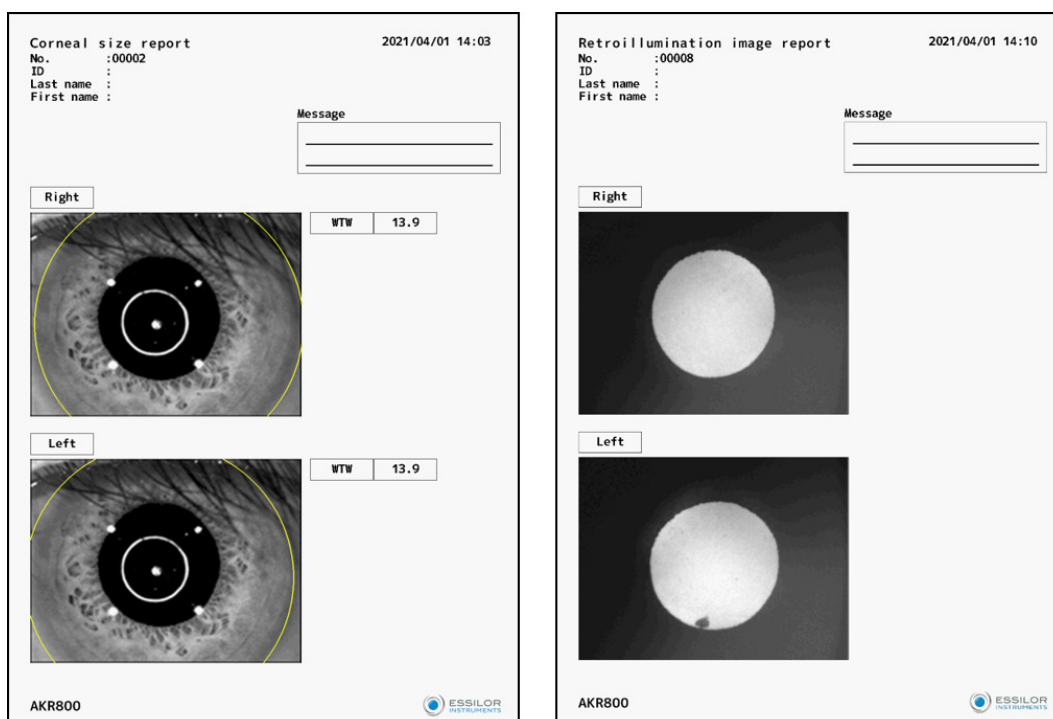 Corneal size report 2021/04/01 14:03
No. :00002
ID :
Last name :
First name :
Message
Right
WTW 13.9
Left
WTW 13.9
AKR800
ESSILOR
INSTRUMENTS
Retroillumination image report 2021/04/01 14:10
No. :00008
ID :
Last name :
First name :
Message
Right
Left
AKR800
ESSILOR
INSTRUMENTS